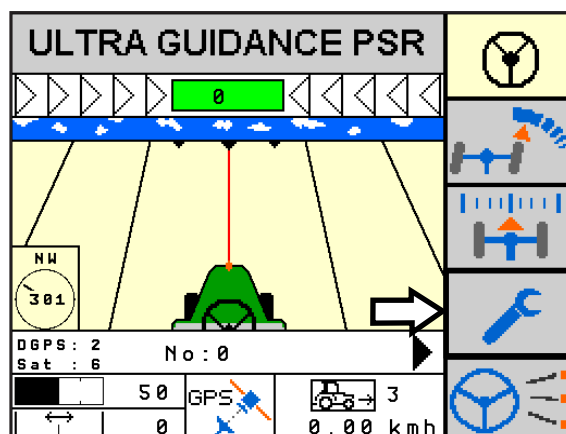 ULTRA GUIDANCE PSR
0
NW
301
DGPS: 2
Sat : 6
No:0
50
GPS
3
0
0.00 kmh